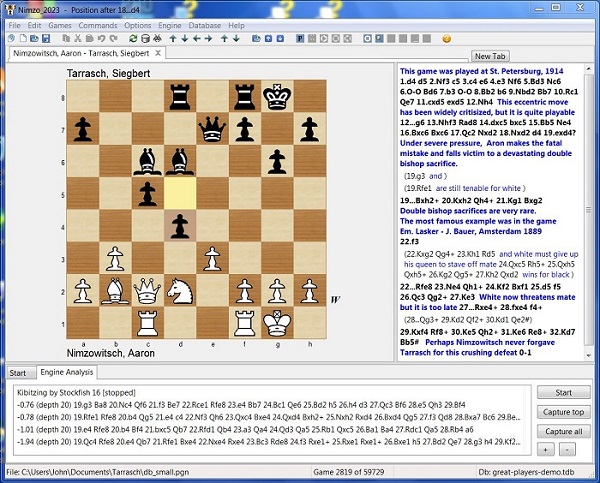 Nimzo 2023 - Position after 18...d4
File Edit Games Commands Options Engine Database Help
Nimzowitsch, Aaron - Tarrasch, Siegbert
New Tab
Tarrasch, Siegbert
8
7
6
5
4
3
2
1
a b c d e f g h
W
Nimzowitsch, Aaron
This game was played at St. Petersburg, 1914
1.d4 d5 2.Nf3 c5 3.c4 e6 4.e3 Nf6 5.Bd3 Nc6
6.O-O Bd6 7.b3 O-O 8.Bb2 b6 9.Nbd2 Bb7 10.Rc1
Qe7 11.cxd5 exd5 12.Nh4 This eccentric move
has been widely critisized, but it is quite playable
12...g6 13.Nhf3 Rad8 14.dxc5 bxc5 15.Bb5 Ne4
16.Bxc6 Bxc6 17.Qc2 Nxd2 18.Nxd2 d4 19.exd4?
Under severe pressure, Aron makes the fatal
mistake and falls victim to a devastating double
bishop sacrifice.
(19.g3 and )
(19.Rfe1 are still tenable for white )
19...Bxh2+ 20.Kxh2 Qh4+ 21.Kg1 Bxg2
Double bishop sacrifices are very rare.
The most famous example was in the game
Em. Lasker - J. Bauer, Amsterdam 1889
22.f3
(22.Kxg2 Qg4+ 23.Kh1 Rd5 and white must give up
his queen to stave off mate 24.Qxc5 Rh5+ 25.Qxh5
Qxh5+ 26.Kg2 Qg5+ 27.Kh2 Qxd2 wins for black )
22...Rfe8 23.Ne4 Qh1+ 24.Kf2 Bxf1 25.d5 f5
26.Qc3 Qg2+ 27.Ke3 White now threatens mate
but it is too late 27...Rxe4+ 28.fxe4 f4+
(28...Qg3+ 29.Kd2 Qf2+ 30.Kd1 Qe2#)
29.Kxf4 Rf8+ 30.Ke5 Qh2+ 31.Ke6 Re8+ 32.Kd7
Bb5# Perhaps Nimzowitsch never forgave
Tarrasch for this crushing defeat 0-1
Start Engine Analysis
Kibitzing by Stockfish 16 [stopped]
-0.76 (depth 20) 19.g3 Ba8 20.Nc4 Qf6 21.f3 Be7 22.Rce1 Rfe8 23.e4 Bb7 24.Bc1 Qe6 25.Bd2 h5 26.h4 d3 27.Qc3 Bf6 28.e5 Qh3 29.Bf4
-0.78 (depth 20) 19.Rfe1 Rfe8 20.b4 Qg5 21.e4 c4 22.Nf3 Qh6 23.Qxc4 Bxe4 24.Qxd4 Bxh2+ 25.Nxh2 Rxd4 26.Bxd4 Qg5 27.f3 Qd8 28.Bxa7 Bc6 29.Be...
-1.01 (depth 20) 19.e4 Rfe8 20.b4 Bf4 21.bxc5 Qb7 22.Rfd1 Qb4 23.a3 Qa4 24.Qd3 Qa5 25.Rb1 Qxc5 26.Ba1 Ba4 27.Rdc1 Qa5 28.Rb4 a6
-1.94 (depth 20) 19.Qc4 Rfe8 20.e4 Qb7 21.Rfe1 Bxe4 22.Nxe4 Rxe4 23.Bc3 Rde8 24.f3 Rxe1+ 25.Rxe1 Rxe1+ 26.Bxe1 h5 27.Bd2 Qe7 28.g3 h4 29.Kf2...
Start
Capture top
Capture all
+ -
File: C:\Users\John\Documents\Tarrasch\db_small.pgn Game 2819 of 59729 Db: great-players-demo.tdb